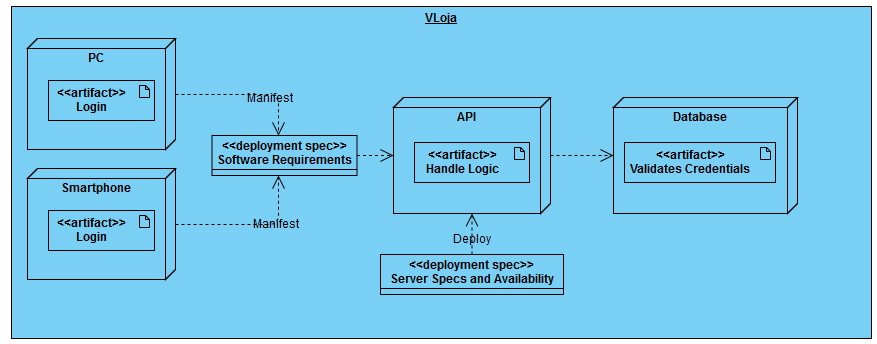 VLoja
PC
<<artifact>>
Login
Manifest
<<deployment spec>>
Software Requirements
Smartphone
<<artifact>>
Login
Manifest
API
<<artifact>>
Handle Logic
Deploy
<<deployment spec>>
Server Specs and Availability
Database
<<artifact>>
Validates Credentials